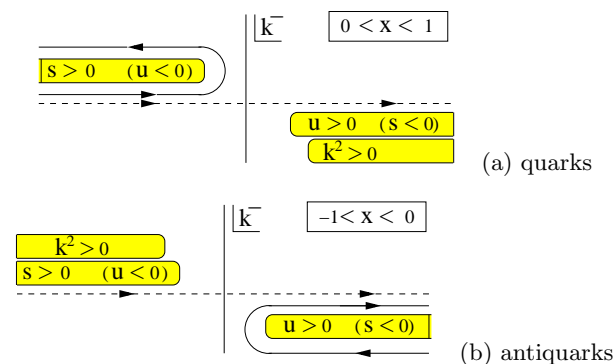 k⁻ 0 < x < 1
s > 0 (u < 0)
u > 0 (s < 0)
k² > 0
(a) quarks
k⁻ −1 < x < 0
k² > 0
s > 0 (u < 0)
u > 0 (s < 0)
(b) antiquarks